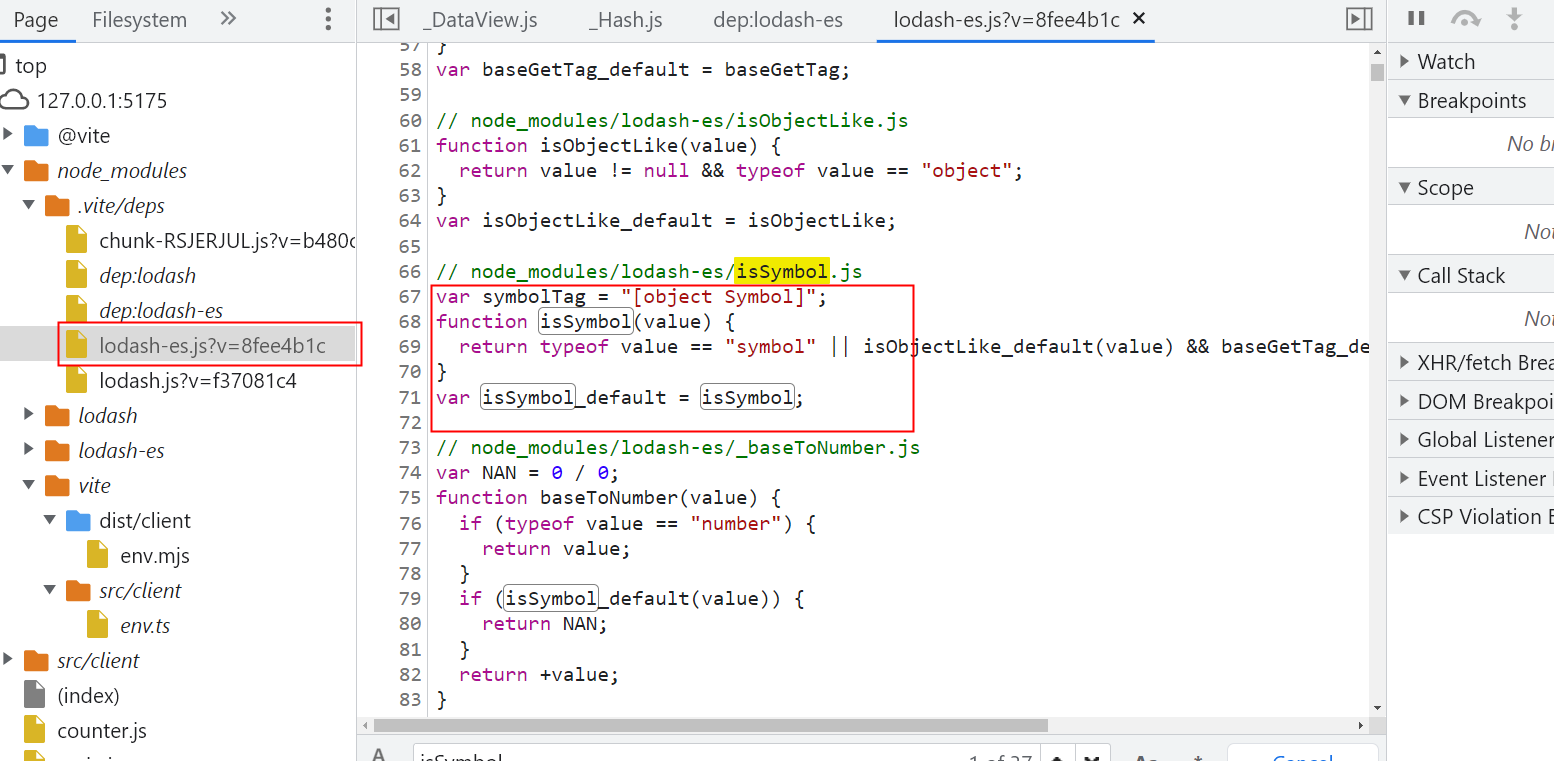 Page
Filesystem
top
127.0.0.1:5175
@vite
node_modules
.vite/deps
chunk-RSJERJUL.js?v=b480c
dep:lodash
dep:lodash-es
lodash-es.js?v=8fee4b1c
lodash.js?v=f37081c4
lodash
lodash-es
vite
dist/client
env.mjs
src/client
env.ts
src/client
(index)
counter.js
_DataView.js
_Hash.js
dep:lodash-es
lodash-es.js?v=8fee4b1c
57 }
58 var baseGetTag_default = baseGetTag;
59
60 // node_modules/lodash-es/isObjectLike.js
61 function isObjectLike(value) {
62 return value != null && typeof value == "object";
63 }
64 var isObjectLike_default = isObjectLike;
65
66 // node_modules/lodash-es/isSymbol.js
67 var symbolTag = "[object Symbol]";
68 function isSymbol(value) {
69 return typeof value == "symbol" || isObjectLike_default(value) && baseGetTag_de
70 }
71 var isSymbol_default = isSymbol;
72
73 // node_modules/lodash-es/_baseToNumber.js
74 var NAN = 0 / 0;
75 function baseToNumber(value) {
76 if (typeof value == "number") {
77 return value;
78 }
79 if (isSymbol_default(value)) {
80 return NAN;
81 }
82 return +value;
83 }
isSymbol
1 of 37
Aa
.*
Cancel
Watch
Breakpoints
No b
Scope
Not
Call Stack
Not
XHR/fetch Brea
DOM Breakpoi
Global Listener
Event Listener
CSP Violation B